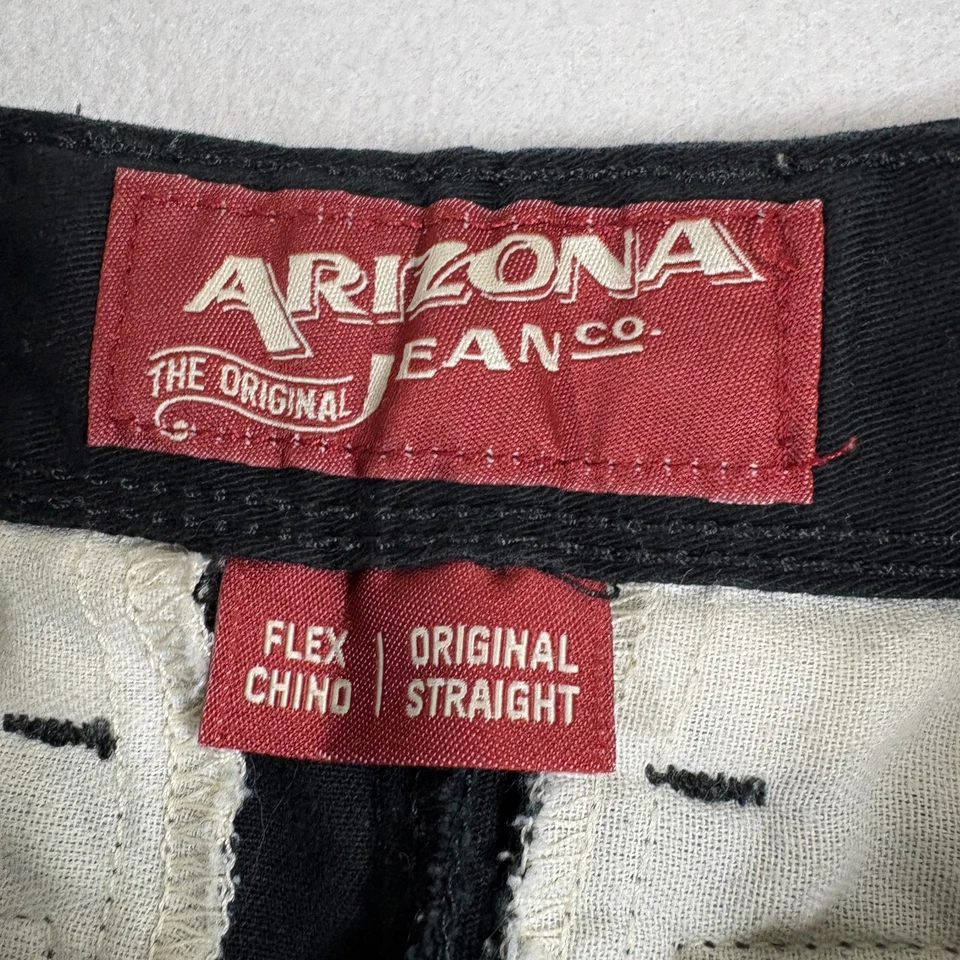 ARIZONA
JEAN CO.
THE ORIGINAL
FLEX CHINO | ORIGINAL STRAIGHT